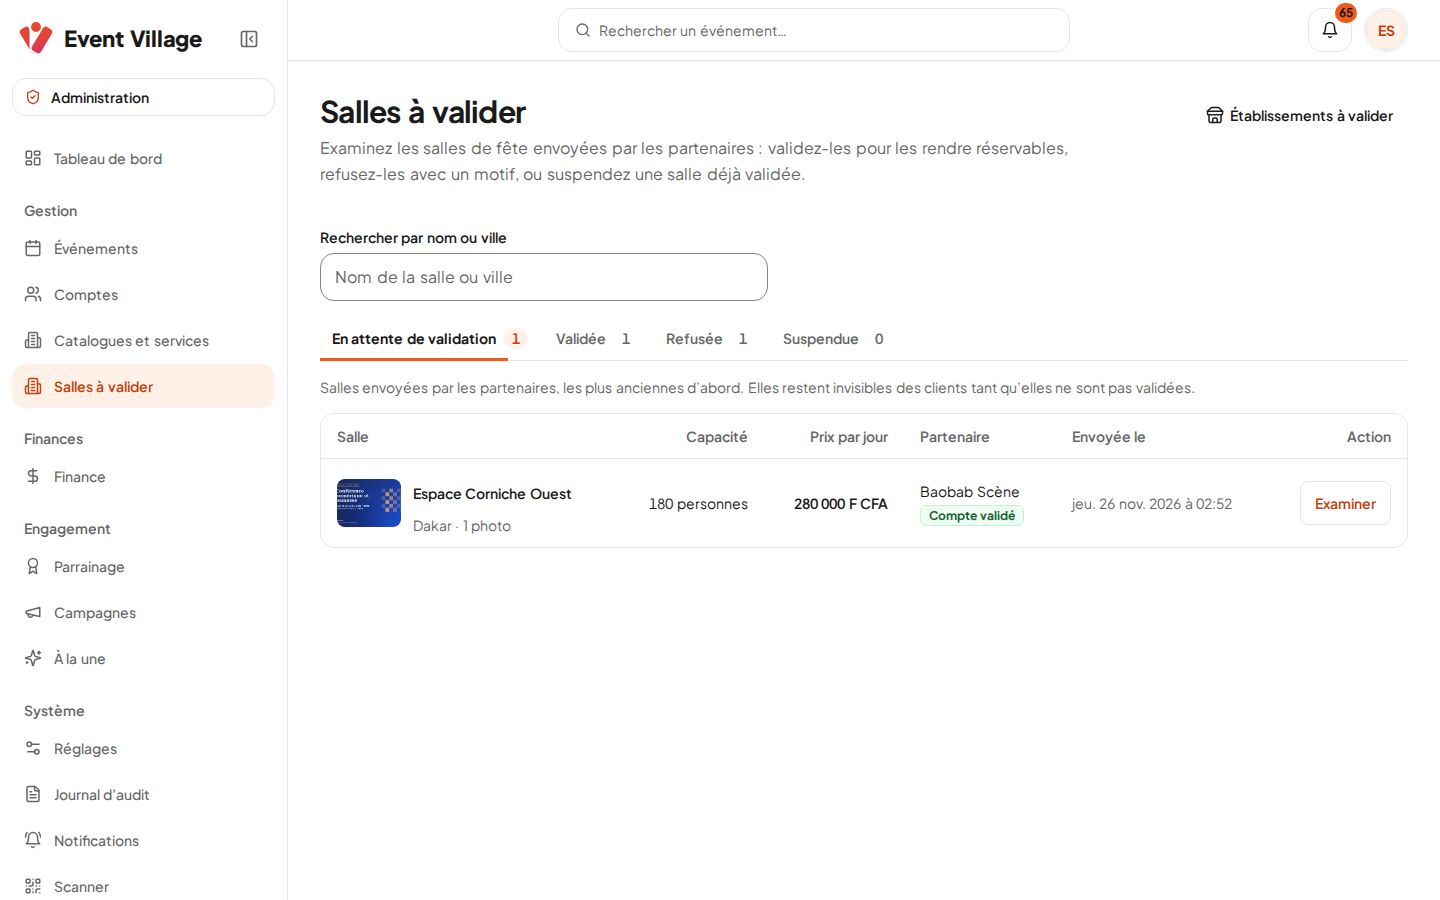 Event Village
Rechercher un événement...
65
ES
Administration
Tableau de bord
Gestion
Événements
Comptes
Catalogues et services
Salles à valider
Finances
Finance
Engagement
Parrainage
Campagnes
À la une
Système
Réglages
Journal d'audit
Notifications
Scanner
Salles à valider
Établissements à valider
Examinez les salles de fête envoyées par les partenaires : validez-les pour les rendre réservables,
refusez-les avec un motif, ou suspendez une salle déjà validée.
Rechercher par nom ou ville
Nom de la salle ou ville
En attente de validation 1 Validée 1 Refusée 1 Suspendue 0
Salles envoyées par les partenaires, les plus anciennes d'abord. Elles restent invisibles des clients tant qu'elles ne sont pas validées.
Salle Capacité Prix par jour Partenaire Envoyée le Action
Espace Corniche Ouest
Dakar · 1 photo
180 personnes
280 000 F CFA
Baobab Scène
Compte validé
jeu. 26 nov. 2026 à 02:52
Examiner